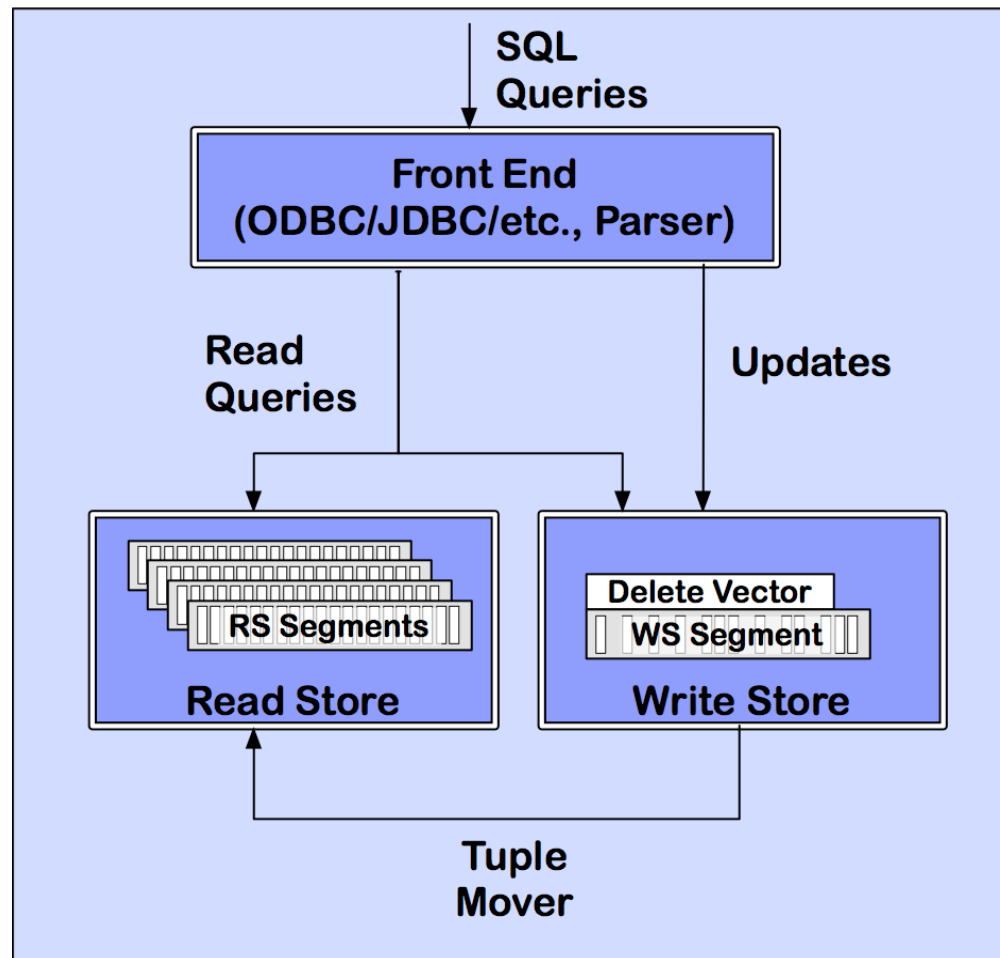 SQL
Queries
Front End
(ODBC/JDBC/etc., Parser)
Read
Queries
Updates
RS Segments
Read Store
Delete Vector
WS Segment
Write Store
Tuple
Mover